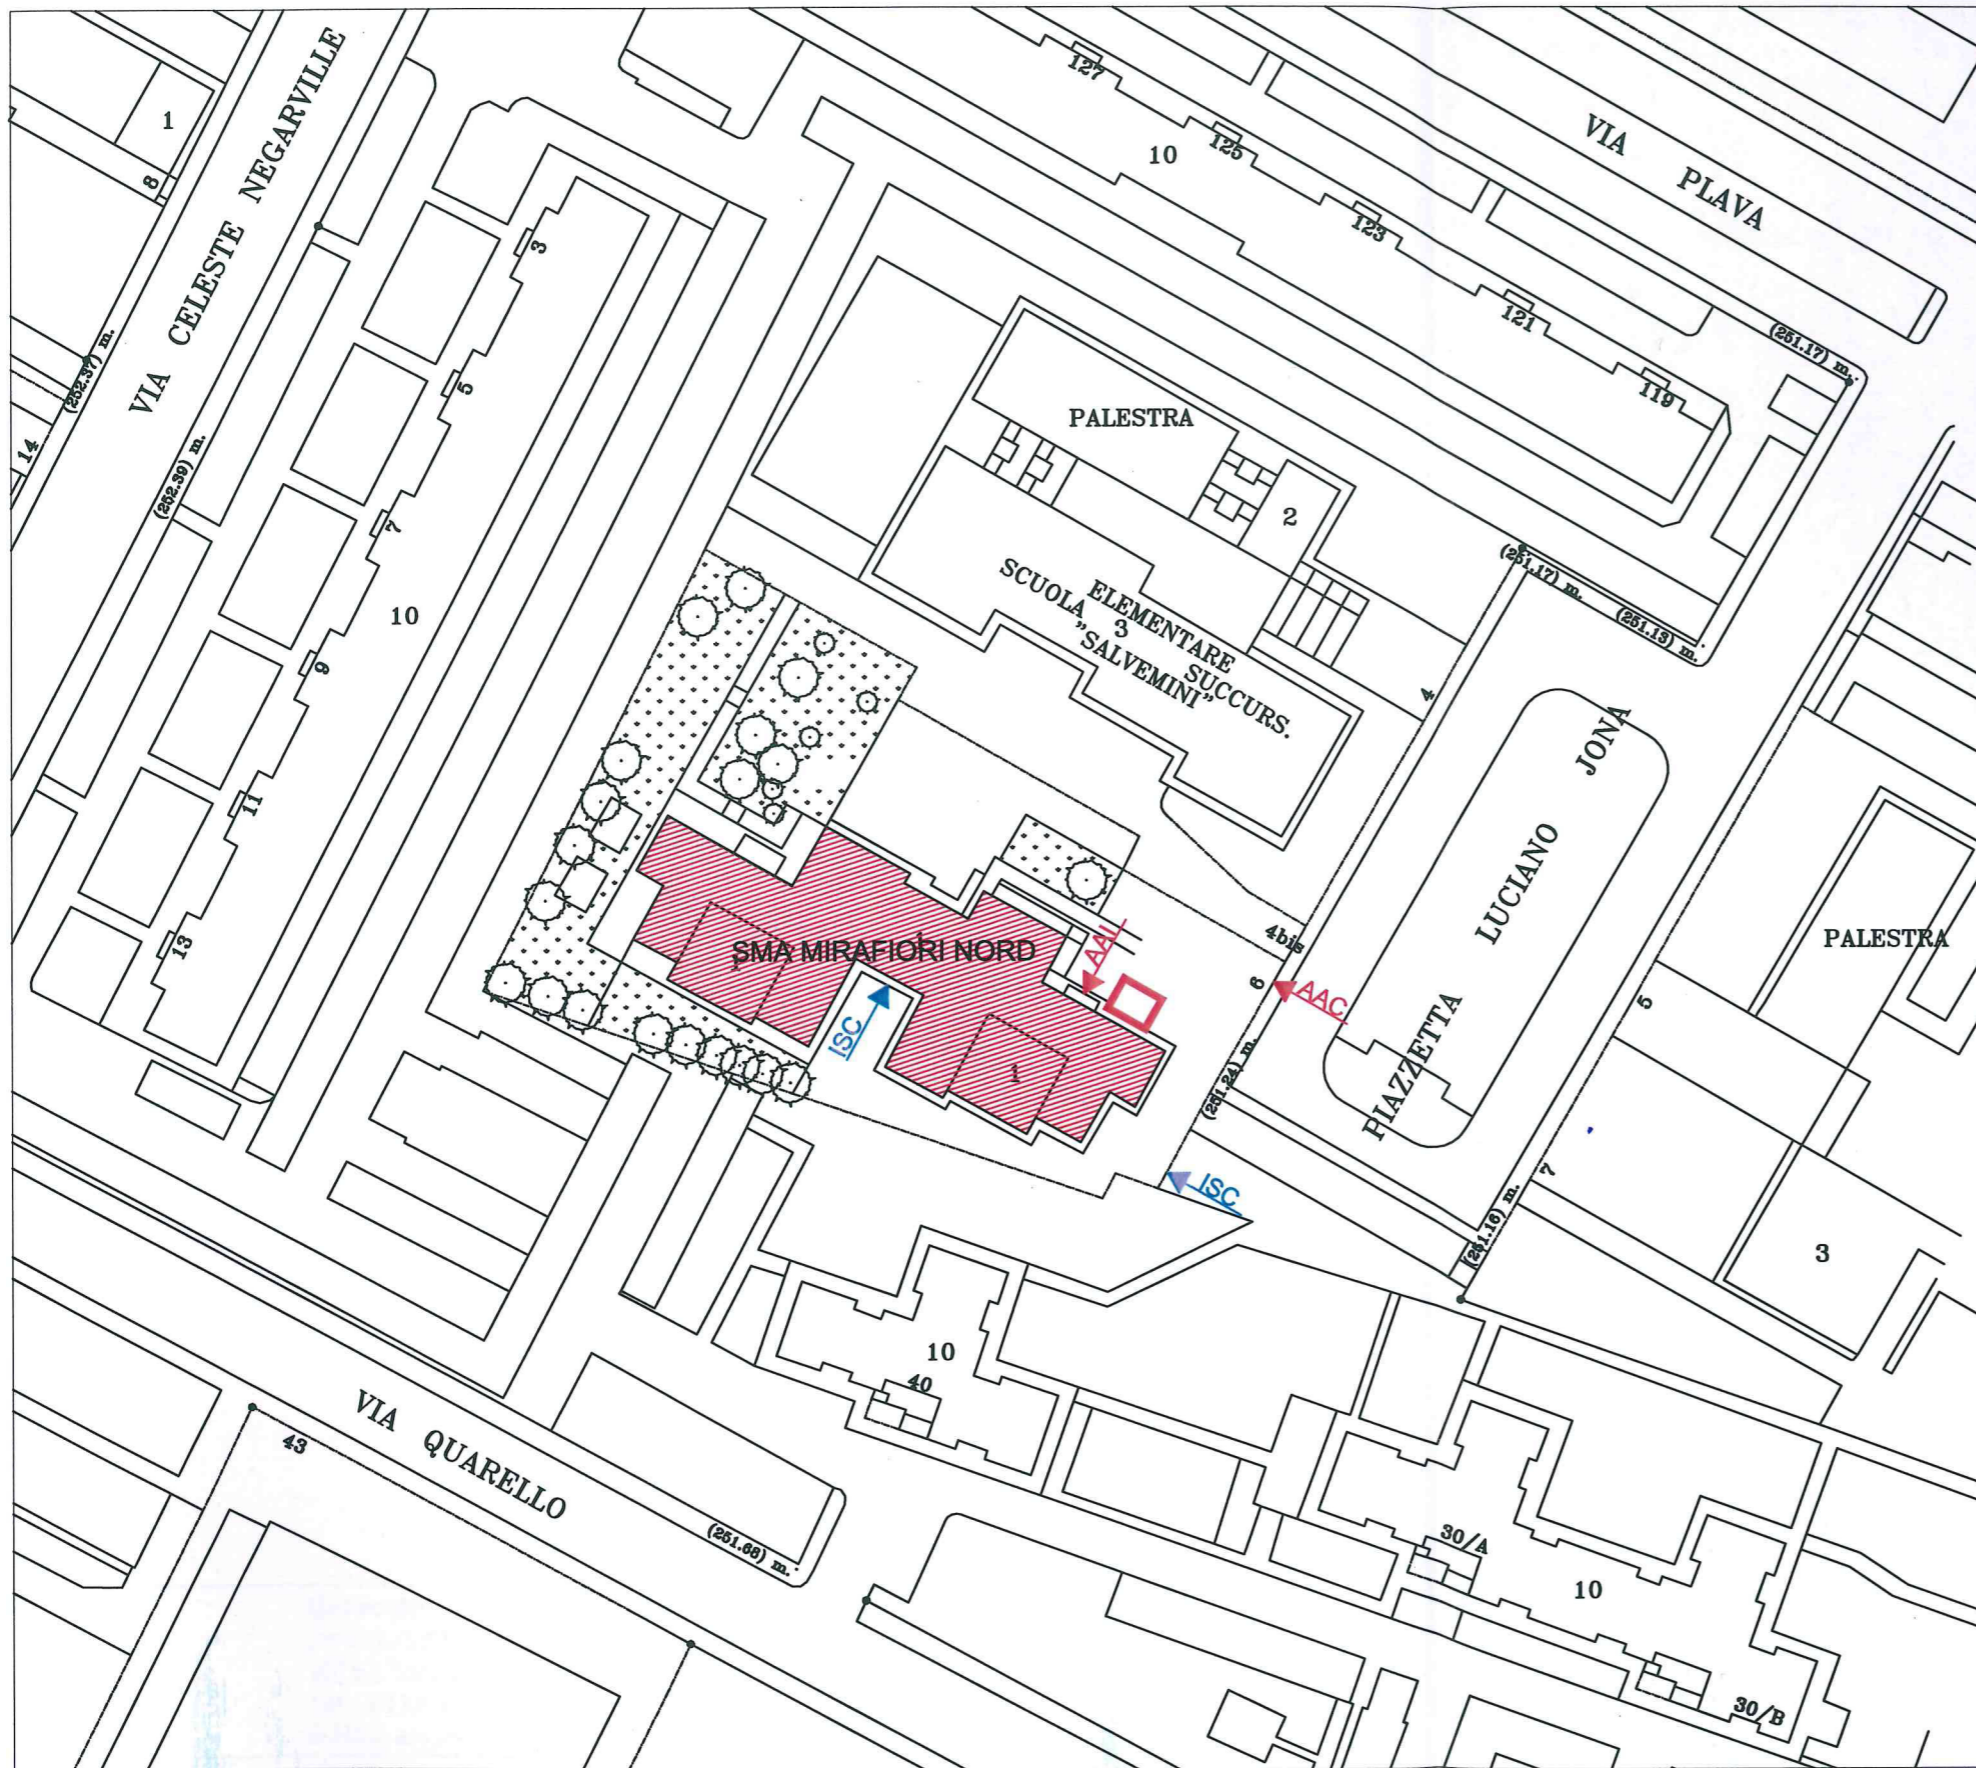 127
VIA PLAVA
1
VIA CELESTE NEGARVILLE
125
10
8
123
3
121
(251.17) m.
(252.37) m.
5
119
PALESTRA
14
(252.39) m.
7
2
(251.17) m.
10
SCUOLA ELEMENTARE
3
"SALVEMINI" SUCCURS.
(251.13) m.
9
4
PIAZZETTA LUCIANO JONA
11
4bis
PALESTRA
13
SMA MIRAFIORI NORD
AAL
6
AAC
5
ISC
1
(251.24) m.
7
ISC
(251.16) m.
3
10
40
VIA QUARELLO
43
(251.68) m.
30/A
10
30/B